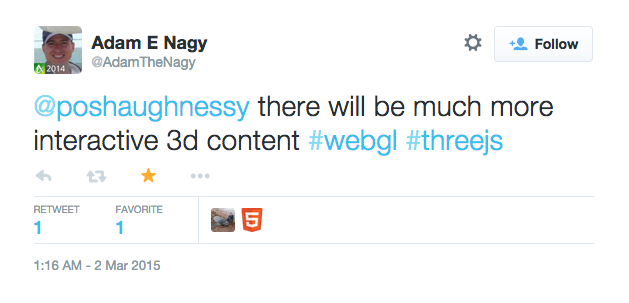 Adam E Nagy
@AdamTheNagy
2014
Follow
@poshaughnessy there will be much more
interactive 3d content #webgl #threejs
RETWEET FAVORITE
1 1
5
1:16 AM - 2 Mar 2015